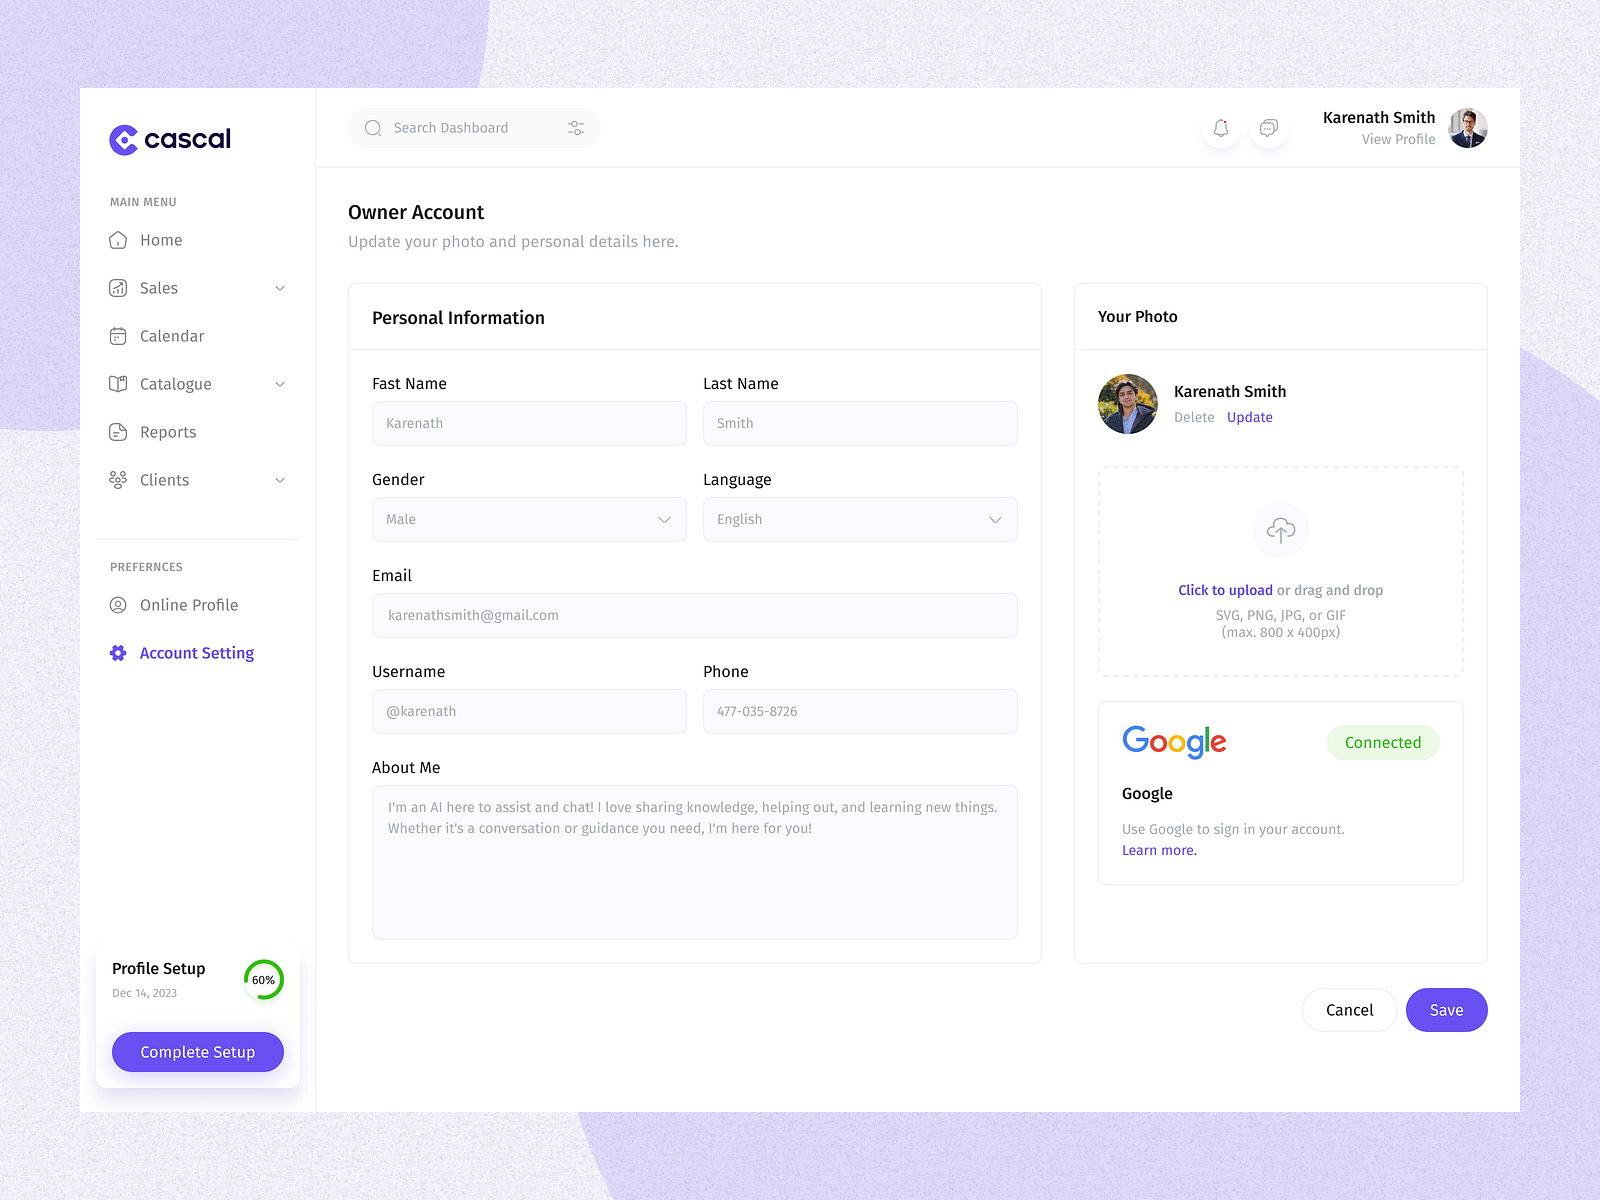 cascal
MAIN MENU
Home
Sales
Calendar
Catalogue
Reports
Clients
PREFERNCES
Online Profile
Account Setting
Profile Setup
Dec 14, 2023
60%
Complete Setup
Search Dashboard
Karenath Smith
View Profile
Owner Account
Update your photo and personal details here.
Personal Information
Fast Name
Last Name
Karenath
Smith
Gender
Language
Male
English
Email
karenathsmith@gmail.com
Username
Phone
@karenath
477-035-8726
About Me
I'm an AI here to assist and chat! I love sharing knowledge, helping out, and learning new things.
Whether it's a conversation or guidance you need, I'm here for you!
Your Photo
Karenath Smith
Delete Update
Click to upload or drag and drop
SVG, PNG, JPG, or GIF
(max. 800 x 400px)
Google
Connected
Google
Use Google to sign in your account.
Learn more.
Cancel
Save